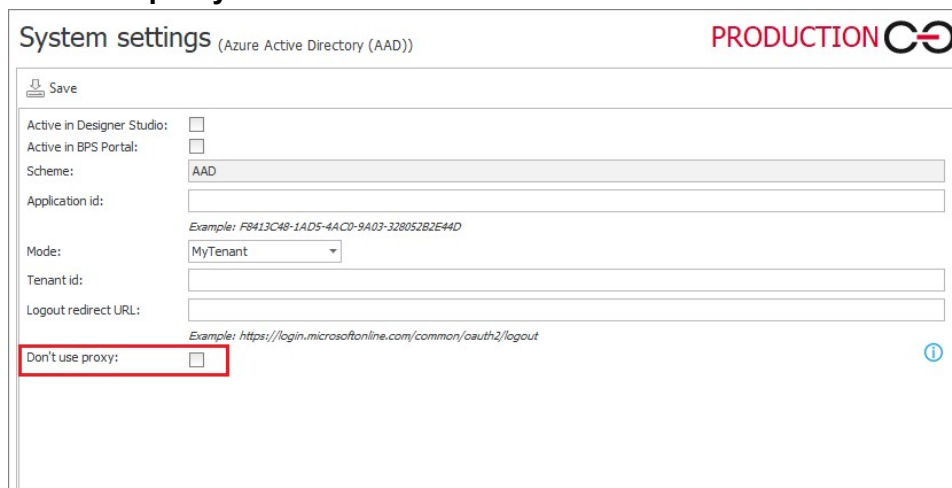 System settings (Azure Active Directory (AAD))
PRODUCTION
Save
Active in Designer Studio:
Active in BPS Portal:
Scheme: AAD
Application id:
Example: F8413C48-1AD5-4AC0-9A03-328052B2E44D
Mode: MyTenant
Tenant id:
Logout redirect URL:
Example: https://login.microsoftonline.com/common/oauth2/logout
Don't use proxy: